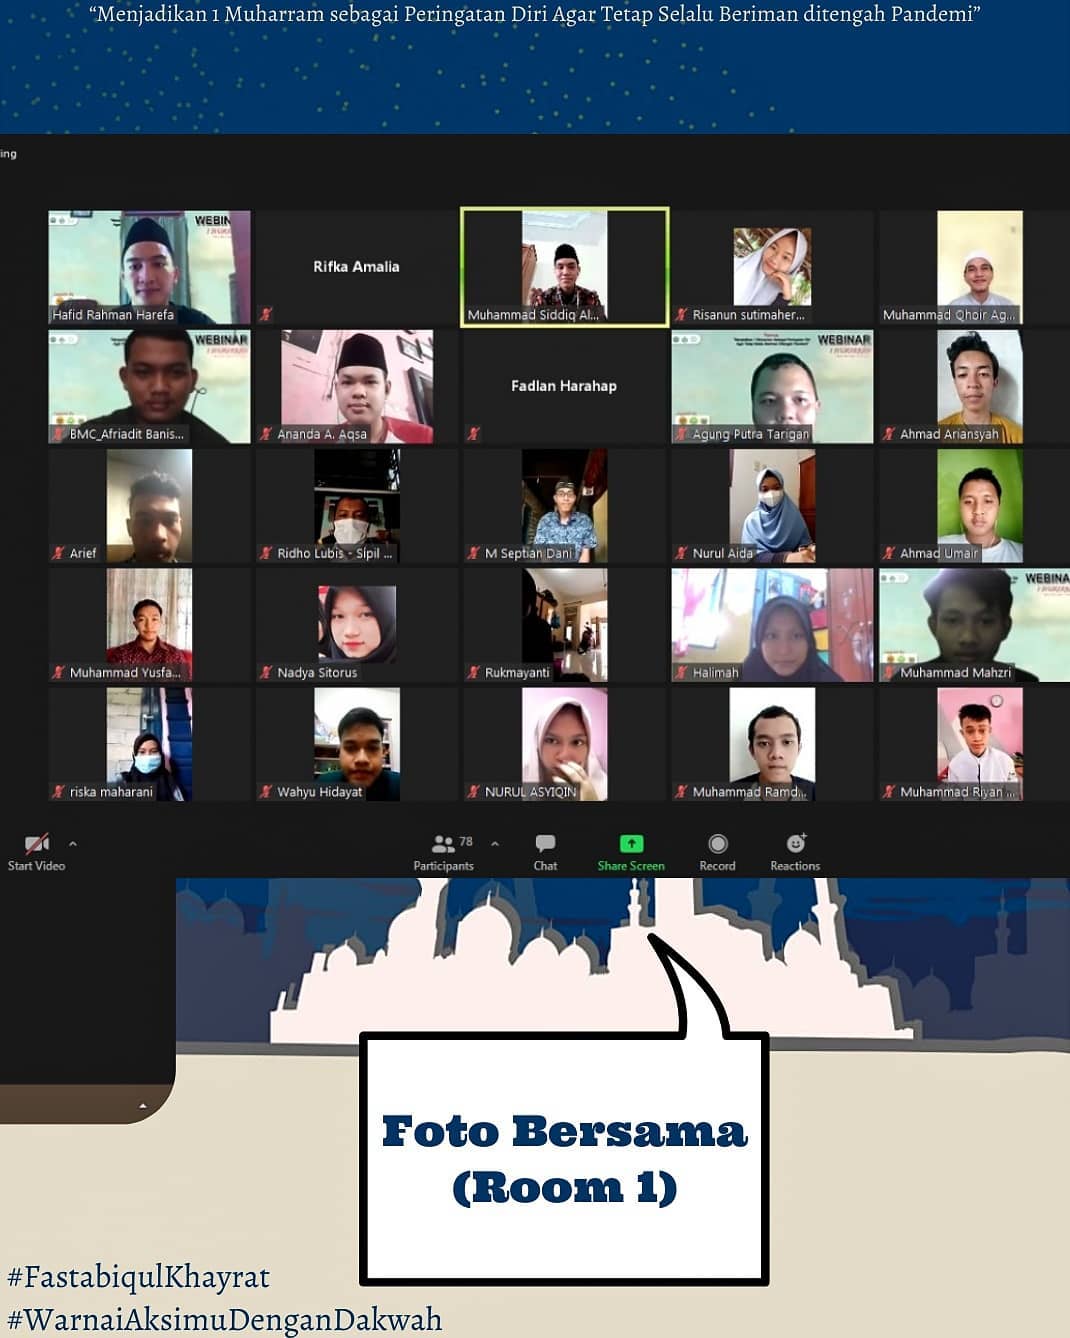 “Menjadikan 1 Muharram sebagai Peringatan Diri Agar Tetap Selalu Beriman ditengah Pandemi”
ing
WEBIN
Hafid Rahman Harefa
Rifka Amalia
Muhammad Siddiq Al...
Risanun sutimaher...
Muhammad Qhoir Ag...
WEBINAR
BMC_Afriadit Banis...
Ananda A. Aqsa
Fadlan Harahap
WEBINAR
Agung Putra Tarigan
Ahmad Ariansyah
Arief
Ridho Lubis - Sipil ...
M Septian Dani
Nurul Aida
Ahmad Umair
Muhammad Yusfa...
Nadya Sitorus
Rukmayanti
Halimah
WEBINA
Muhammad Mahzri
riska maharani
Wahyu Hidayat
NURUL ASYIQIN
Muhammad Ramd...
Muhammad Riyan ...
Start Video
78
Participants
Chat
Share Screen
Record
Reactions
Foto Bersama
(Room 1)
#FastabiqulKhayrat
#WarnaiAksimuDenganDakwah